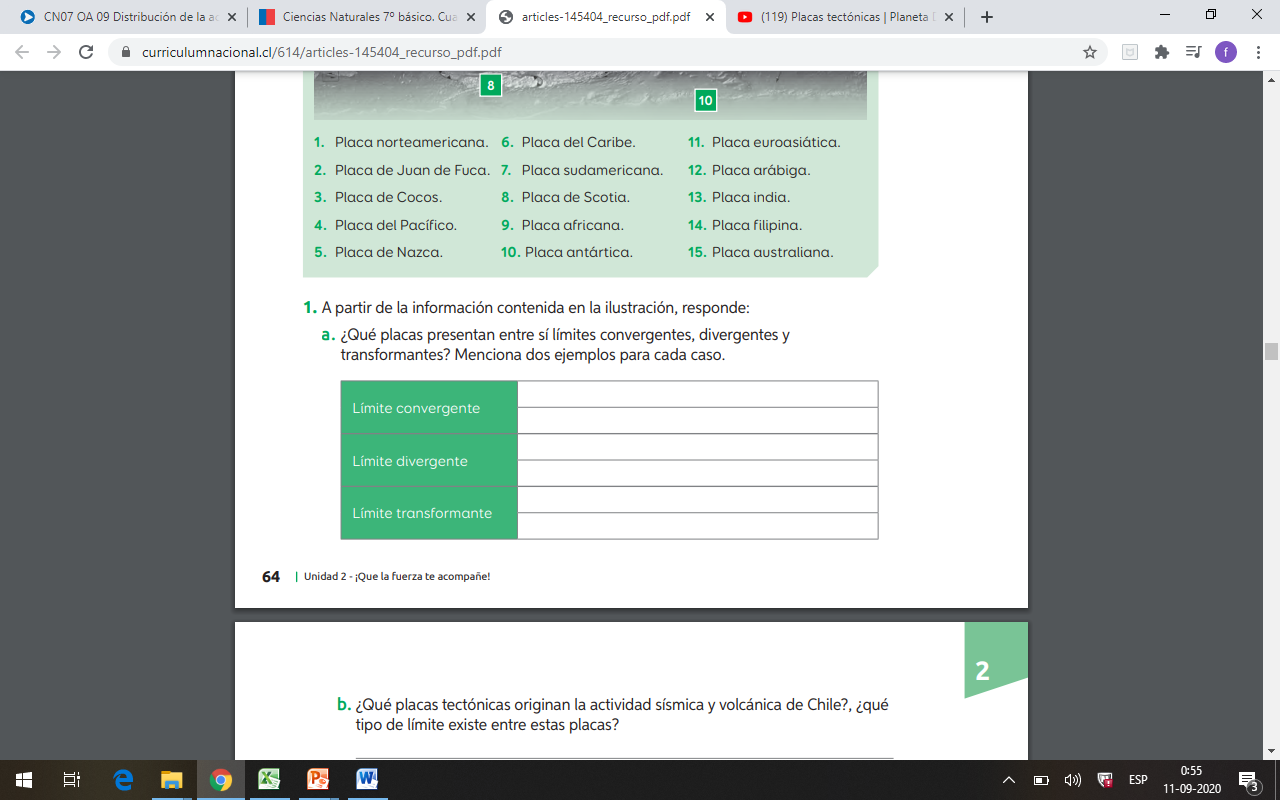 CN07 OA 09 Distribución de la a
Ciencias Naturales 7º básico. Cua
articles-145404_recurso_pdf.pdf
(119) Placas tectónicas | Planeta
curriculumnacional.cl/614/articles-145404_recurso_pdf.pdf
f
8
10
1. Placa norteamericana. 6. Placa del Caribe. 11. Placa euroasiática.
2. Placa de Juan de Fuca. 7. Placa sudamericana. 12. Placa arábiga.
3. Placa de Cocos. 8. Placa de Scotia. 13. Placa india.
4. Placa del Pacífico. 9. Placa africana. 14. Placa filipina.
5. Placa de Nazca. 10. Placa antártica. 15. Placa australiana.
1. A partir de la información contenida en la ilustración, responde:
a. ¿Qué placas presentan entre sí límites convergentes, divergentes y
transformantes? Menciona dos ejemplos para cada caso.
Límite convergente
Límite divergente
Límite transformante
64 | Unidad 2 - ¡Que la fuerza te acompañe!
2
b. ¿Qué placas tectónicas originan la actividad sísmica y volcánica de Chile?, ¿qué
tipo de límite existe entre estas placas?
ESP
0:55
11-09-2020
3